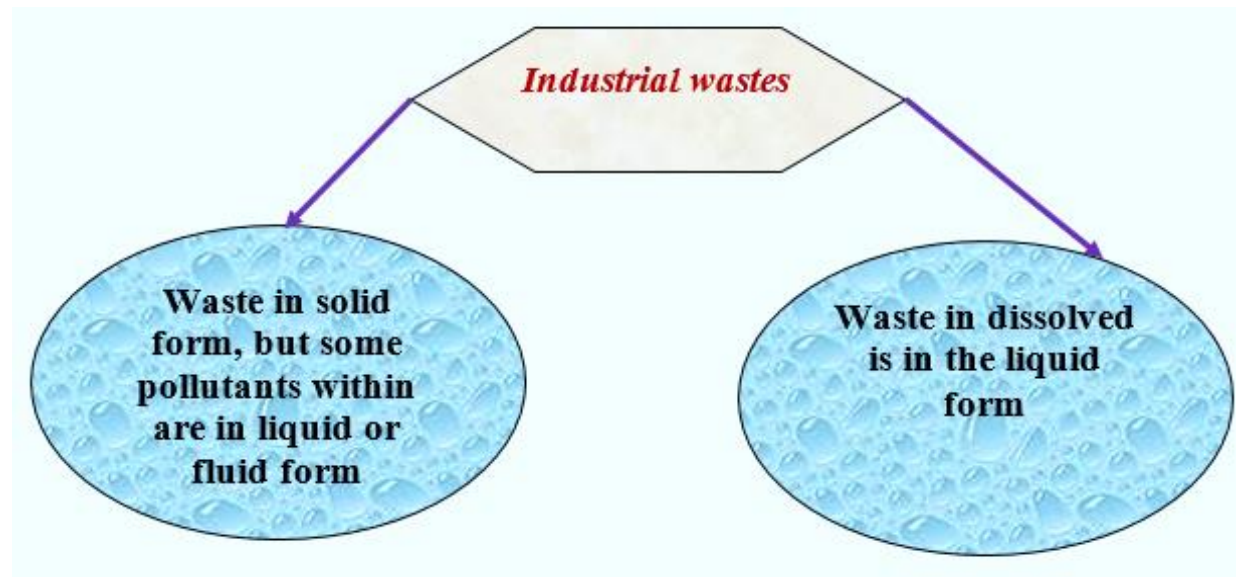 Industrial wastes
Waste in solid
form, but some
pollutants within
are in liquid or
fluid form
Waste in dissolved
is in the liquid
form